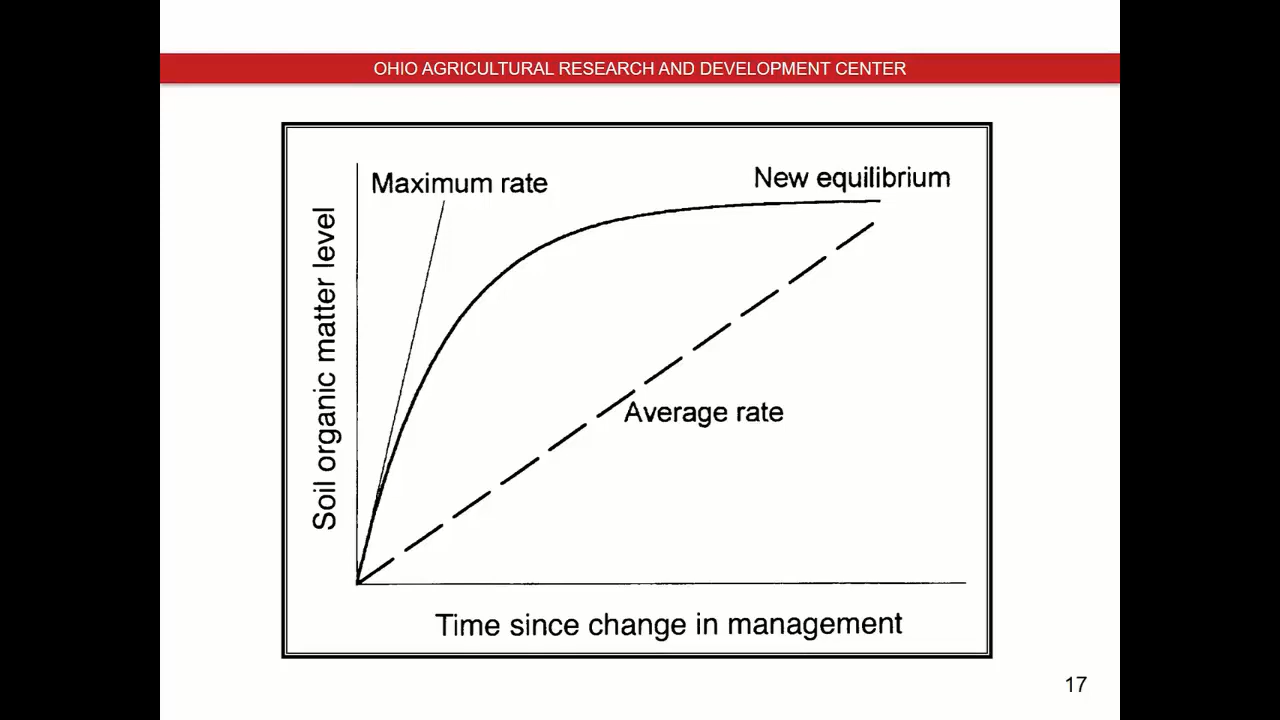 OHIO AGRICULTURAL RESEARCH AND DEVELOPMENT CENTER
Maximum rate
New equilibrium
Soil organic matter level
Average rate
Time since change in management
17